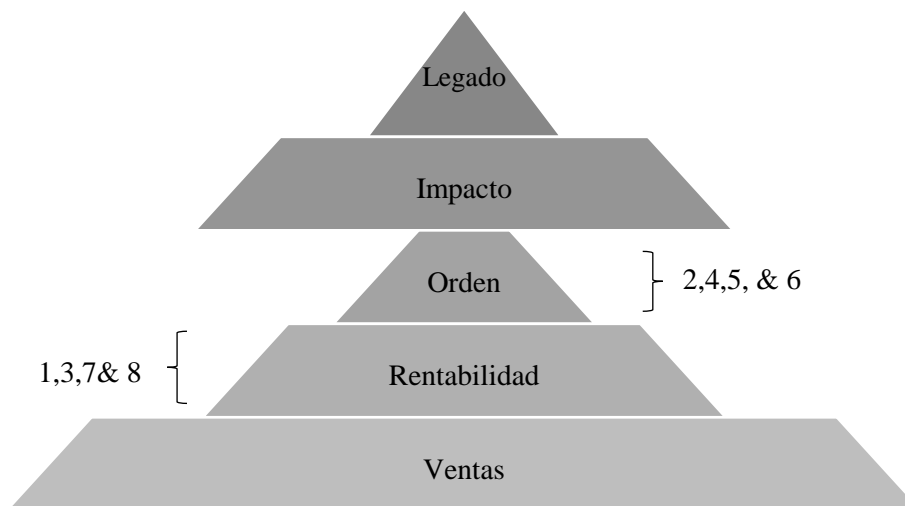 Legado
Impacto
Orden
2,4,5, & 6
1,3,7& 8
Rentabilidad
Ventas